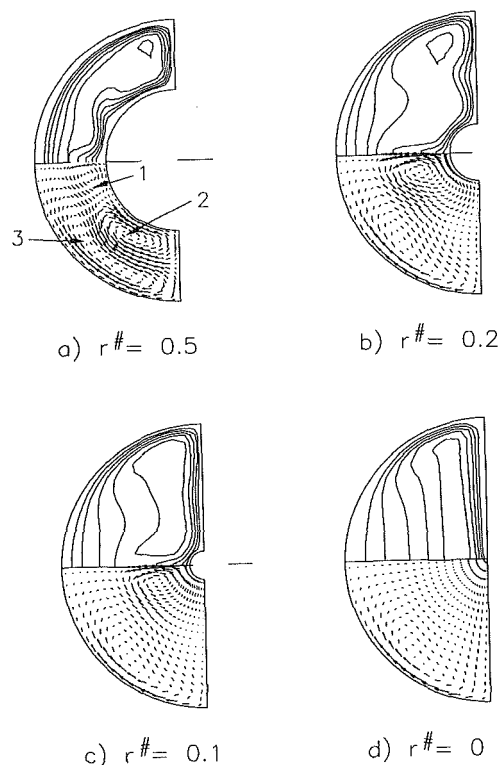 1
2
3
a) r# = 0.5
b) r# = 0.2
c) r# = 0.1
d) r# = 0